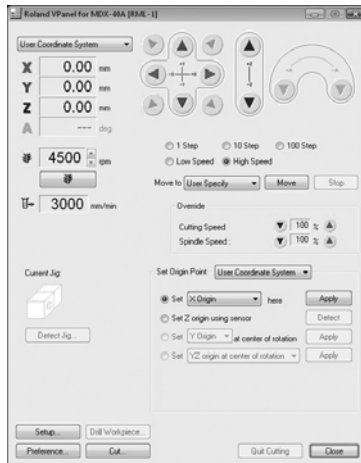 Roland VPanel for MDX-40A [RML-1]
User Coordinate System
X 0.00 mm
Y 0.00 mm
Z 0.00 mm
A --- deg
4500 rpm
3000 mm/min
1 Step 10 Step 100 Step
Low Speed High Speed
Move to User Specify Move Stop
Override
Cutting Speed 100 %
Spindle Speed : 100 %
Current Jig:
Detect Jig...
Set Origin Point User Coordinate System
Set X Origin here Apply
Set Z origin using sensor Detect
Set Y Origin at center of rotation Apply
Set YZ origin at center of rotation Apply
Setup... Drill Workpiece...
Preference... Cut... Quit Cutting Close